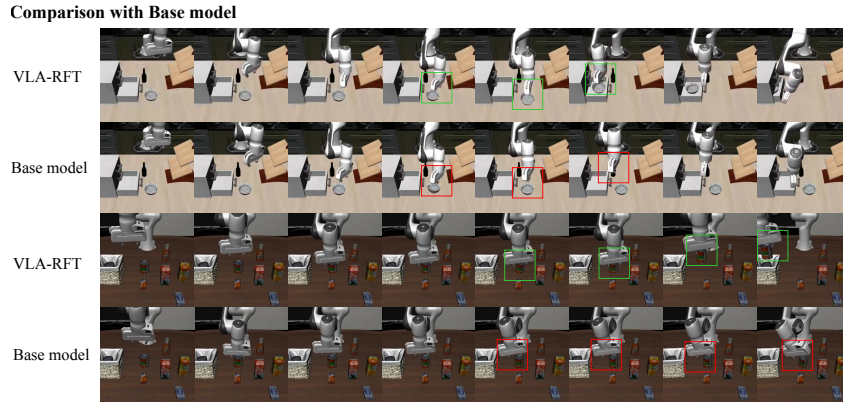 Comparison with Base model
VLA-RFT
Base model
VLA-RFT
Base model